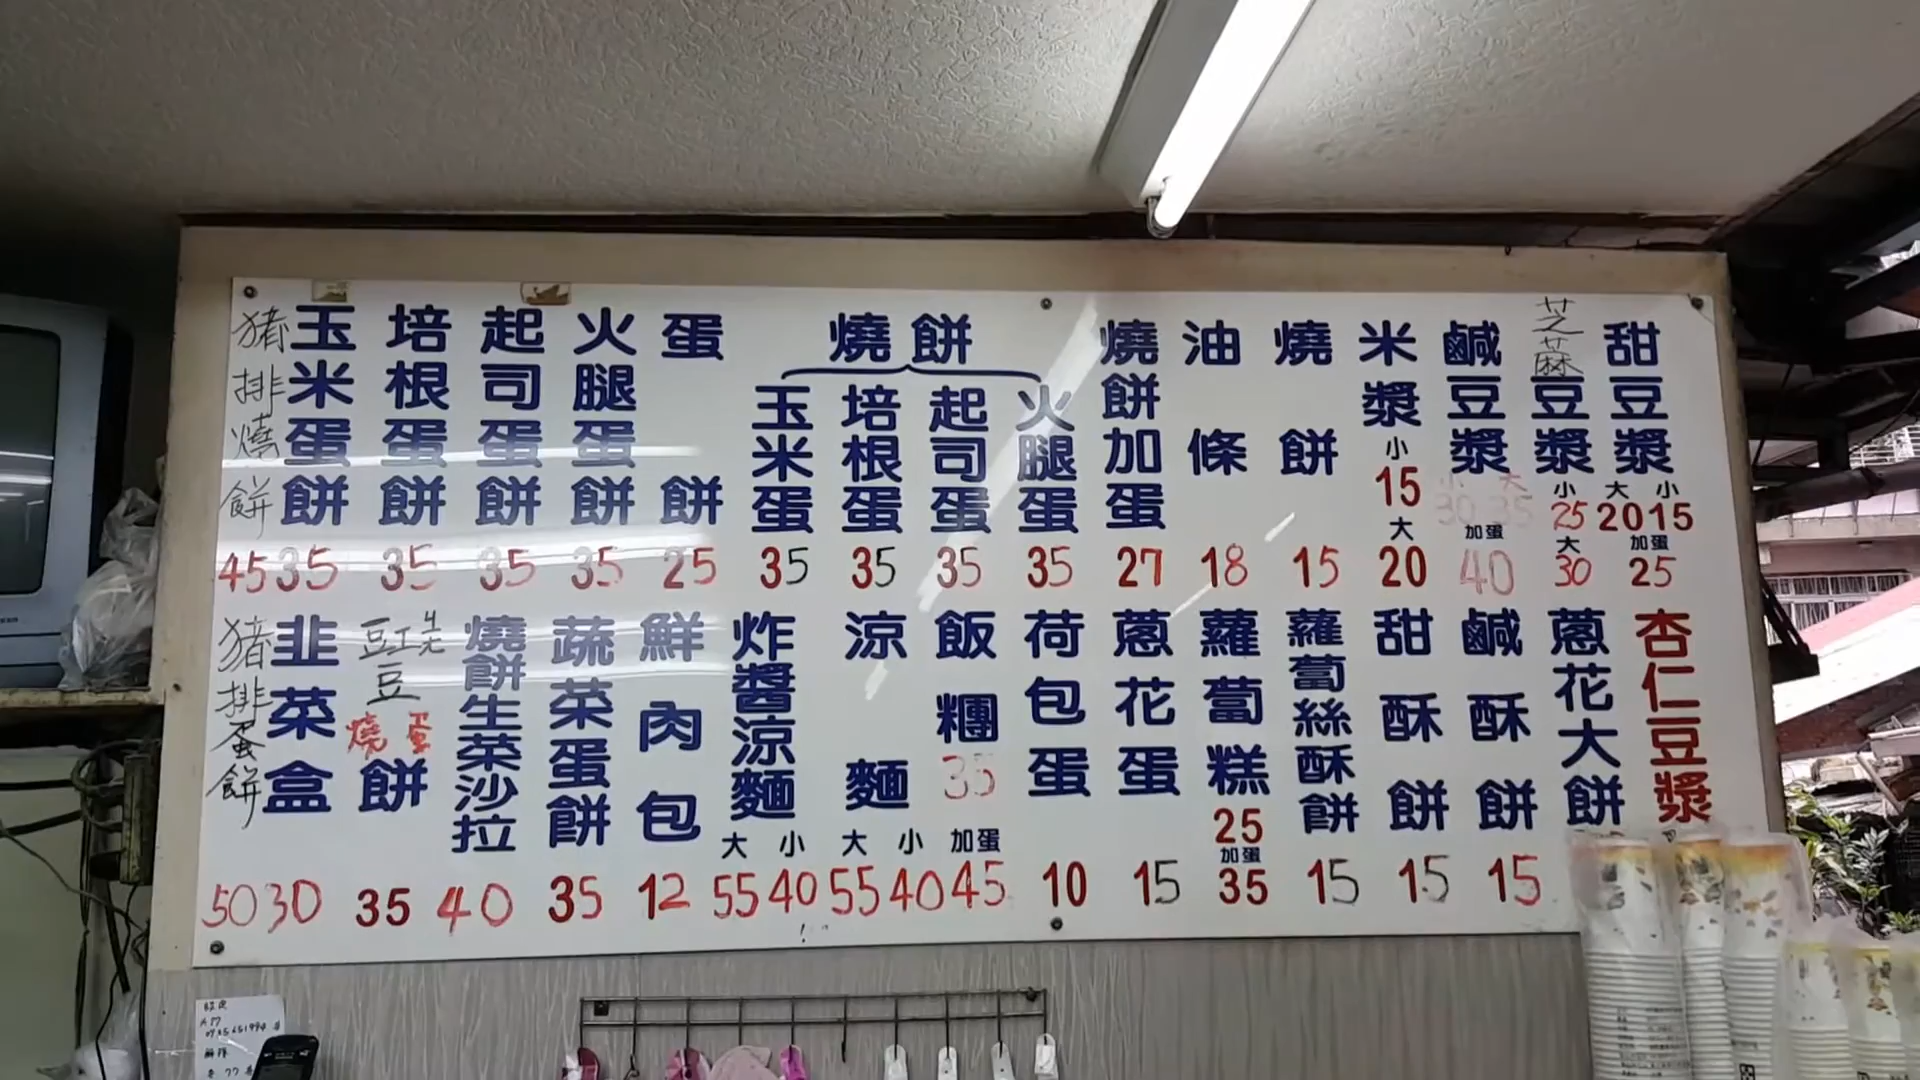 甜豆漿 大 小 20 15 加蛋 25
芝麻豆漿 小 25 大 30
鹹豆漿 小 大 30 35 加蛋 40
米漿 小 15 大 20
燒餅 15
油條 18
燒餅加蛋 27
燒餅
火腿蛋 35
起司蛋 35
培根蛋 35
玉米蛋 35
蛋餅 25
火腿蛋餅 35
起司蛋餅 35
培根蛋餅 35
玉米蛋餅 35
豬排燒餅 45
杏仁豆漿
蔥花大餅
鹹酥餅 15
甜酥餅 15
蘿蔔絲酥餅 15
蘿蔔糕 25 加蛋 35
蔥花蛋 15
荷包蛋 10
飯糰 35 加蛋 45
涼麵 大 小 55 40
炸醬涼麵 大 小 55 40
鮮肉包 12
蔬菜蛋餅 35
燒餅生菜沙拉 40
餅 35
燒 蛋
韭菜盒 30
豬排蛋餅 50